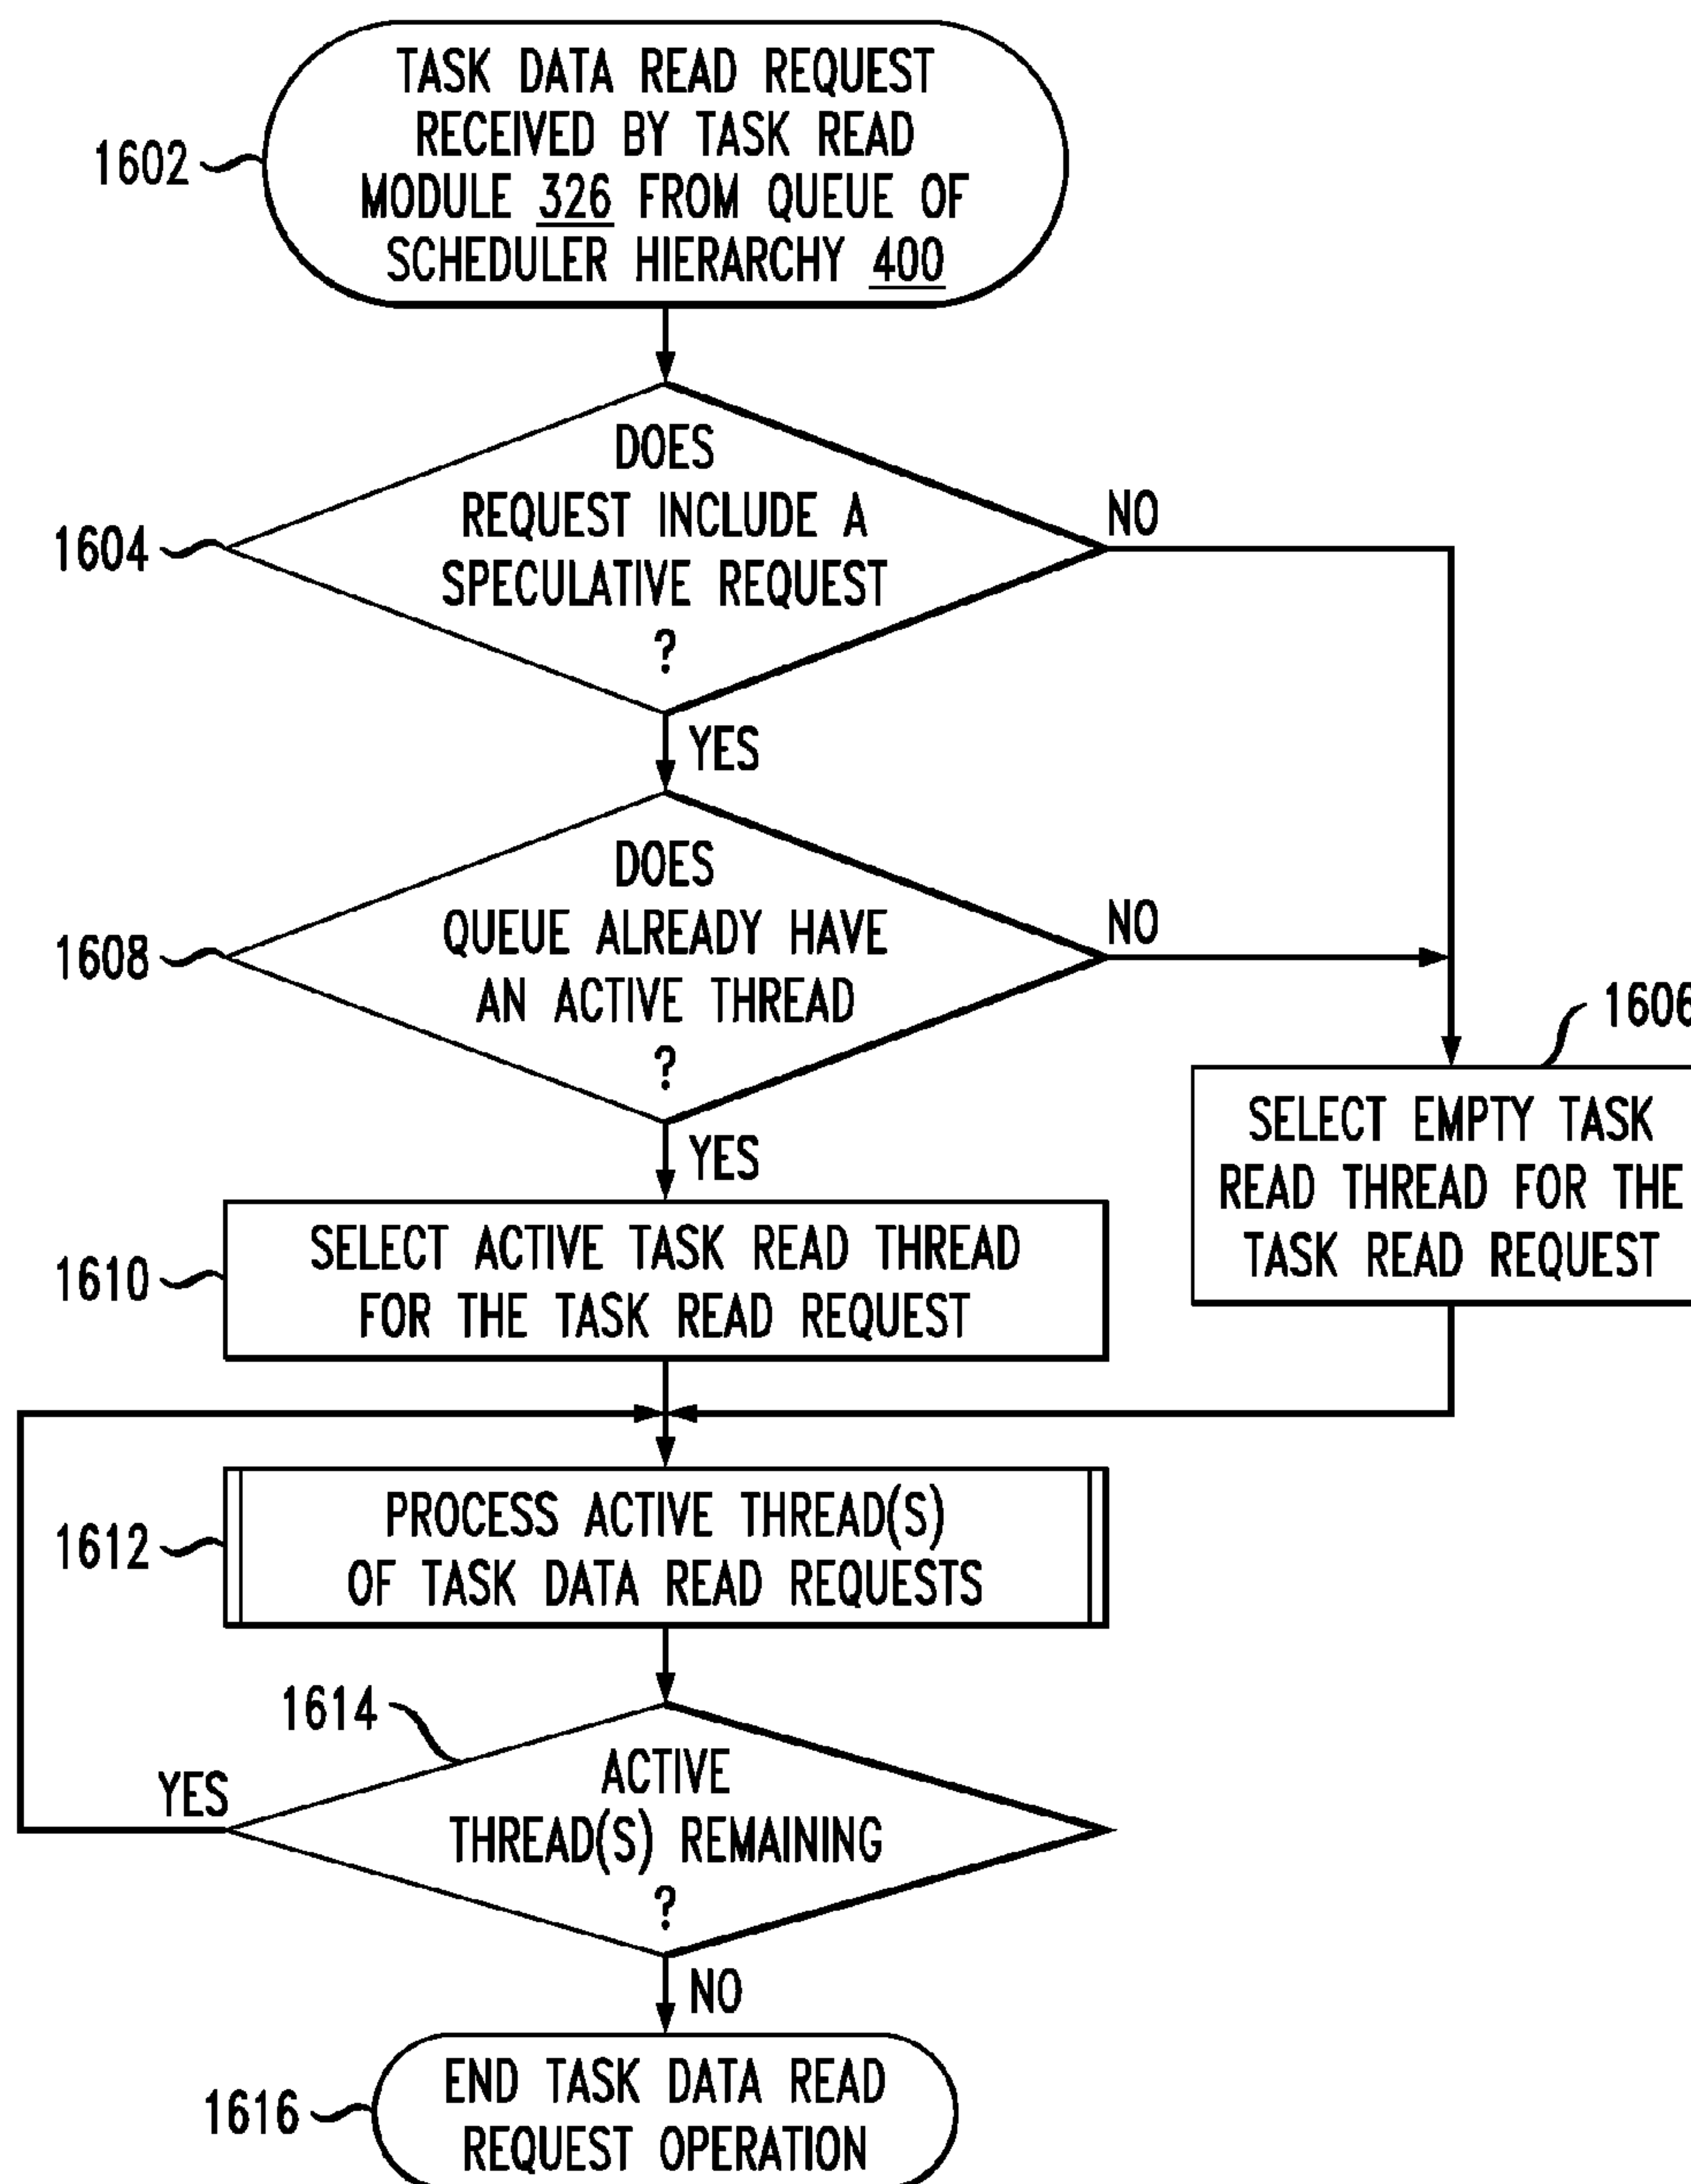 TASK DATA READ REQUEST
RECEIVED BY TASK READ
MODULE 326 FROM QUEUE OF
SCHEDULER HIERARCHY 400
1602
DOES
REQUEST INCLUDE A
SPECULATIVE REQUEST
?
1604
NO
YES
DOES
QUEUE ALREADY HAVE
AN ACTIVE THREAD
?
1608
NO
YES
1606
SELECT EMPTY TASK
READ THREAD FOR THE
TASK READ REQUEST
SELECT ACTIVE TASK READ THREAD
FOR THE TASK READ REQUEST
1610
PROCESS ACTIVE THREAD(S)
OF TASK DATA READ REQUESTS
1612
1614
ACTIVE
THREAD(S) REMAINING
?
YES
NO
END TASK DATA READ
REQUEST OPERATION
1616